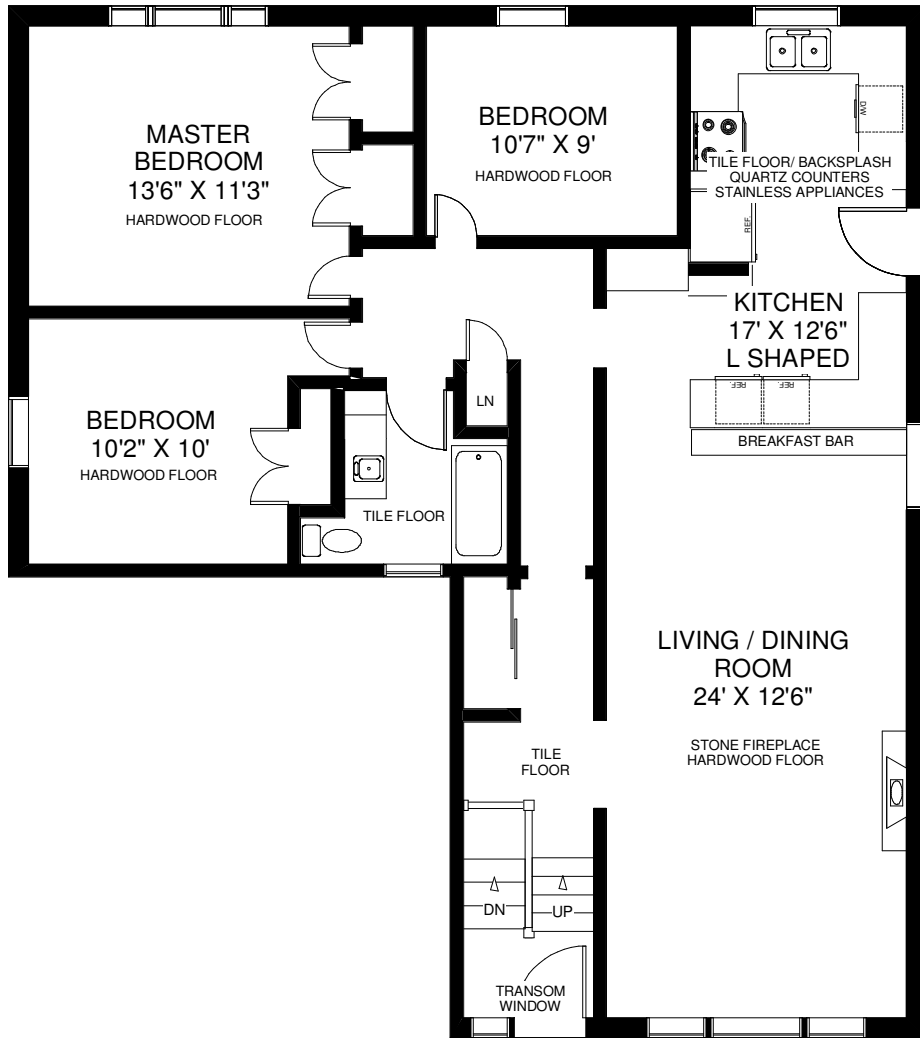 MASTER
BEDROOM
13'6" X 11'3"
HARDWOOD FLOOR
BEDROOM
10'7" X 9'
HARDWOOD FLOOR
DW
TILE FLOOR/ BACKSPLASH
QUARTZ COUNTERS
STAINLESS APPLIANCES
REF.
KITCHEN
17' X 12'6"
L SHAPED
REF.
REF.
BREAKFAST BAR
BEDROOM
10'2" X 10'
HARDWOOD FLOOR
LN
TILE FLOOR
LIVING / DINING
ROOM
24' X 12'6"
STONE FIREPLACE
HARDWOOD FLOOR
TILE
FLOOR
DN
UP
TRANSOM
WINDOW